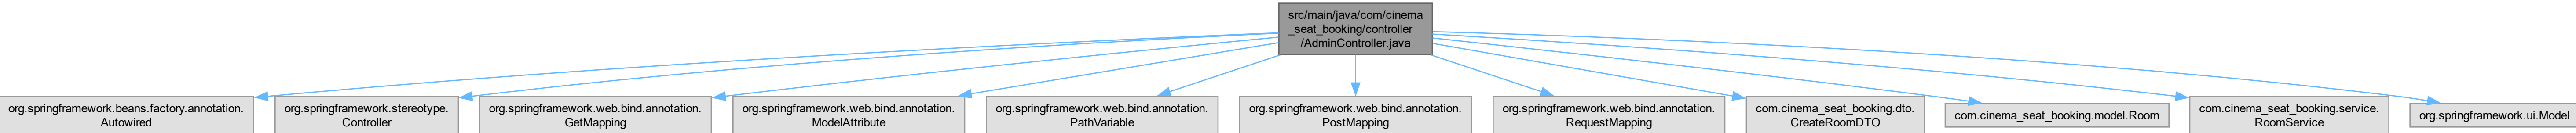 src/main/java/com/cinema
_seat_booking/controller
/AdminController.java
org.springframework.beans.factory.annotation.
Autowired
org.springframework.stereotype.
Controller
org.springframework.web.bind.annotation.
GetMapping
org.springframework.web.bind.annotation.
ModelAttribute
org.springframework.web.bind.annotation.
PathVariable
org.springframework.web.bind.annotation.
PostMapping
org.springframework.web.bind.annotation.
RequestMapping
com.cinema_seat_booking.dto.
CreateRoomDTO
com.cinema_seat_booking.model.Room
com.cinema_seat_booking.service.
RoomService
org.springframework.ui.Model